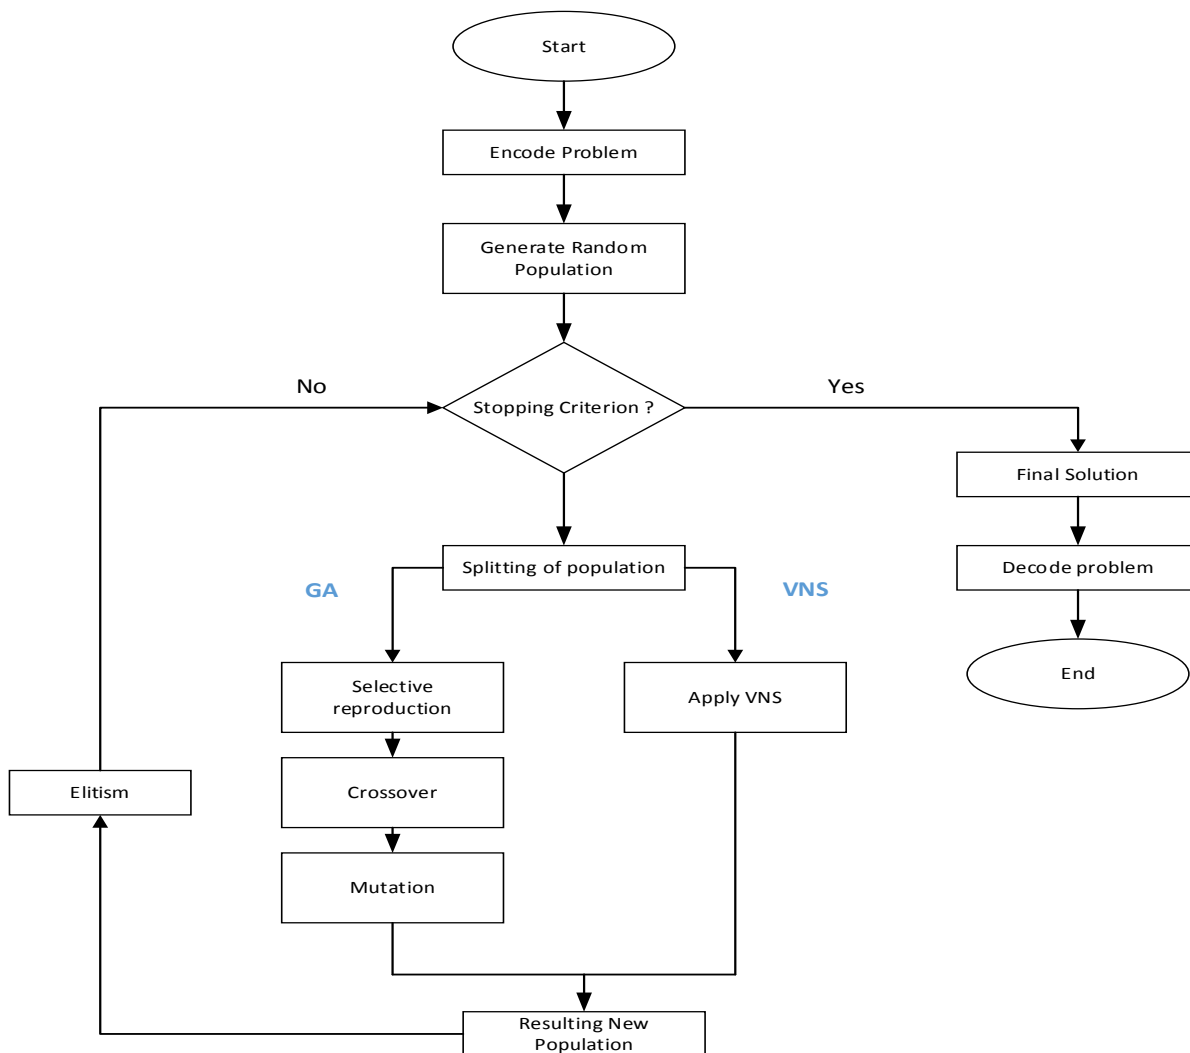 Start
Encode Problem
Generate Random
Population
No
Yes
Stopping Criterion ?
Final Solution
Splitting of population
Decode problem
GA
VNS
Selective
reproduction
Apply VNS
End
Elitism
Crossover
Mutation
Resulting New
Population